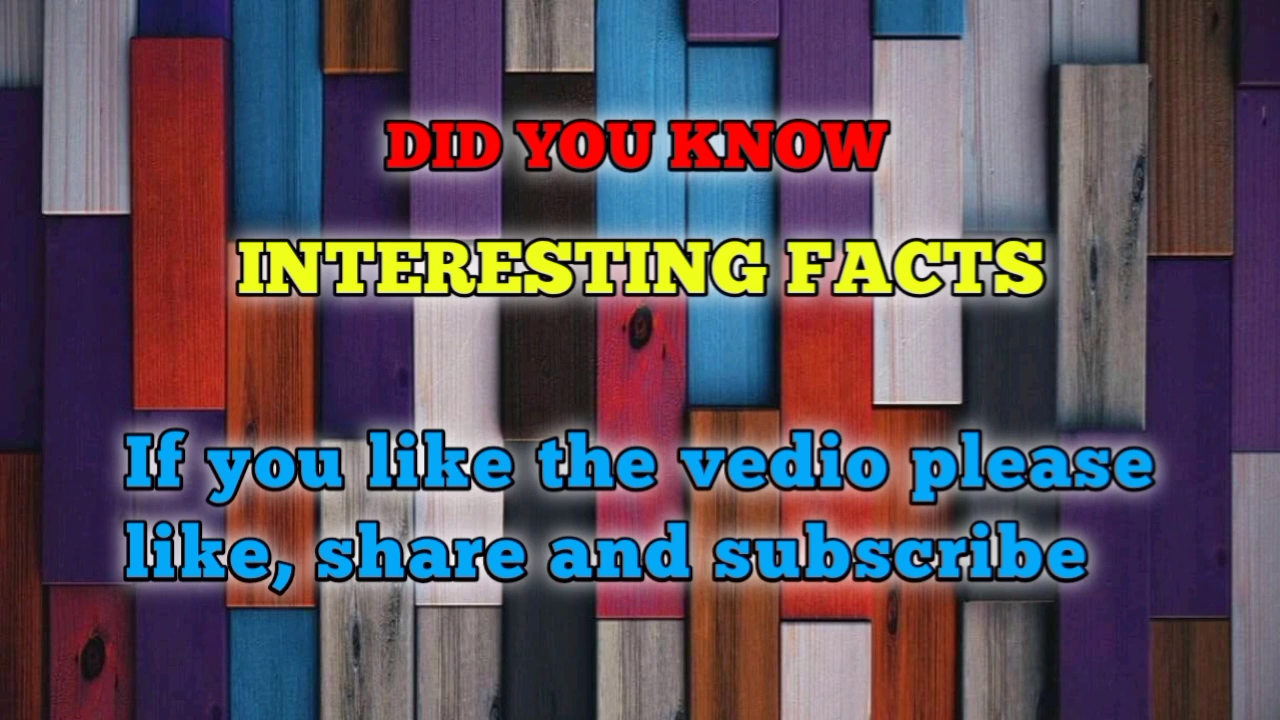 DID YOU KNOW
INTERESTING FACTS
If you like the vedio please
like, share and subscribe